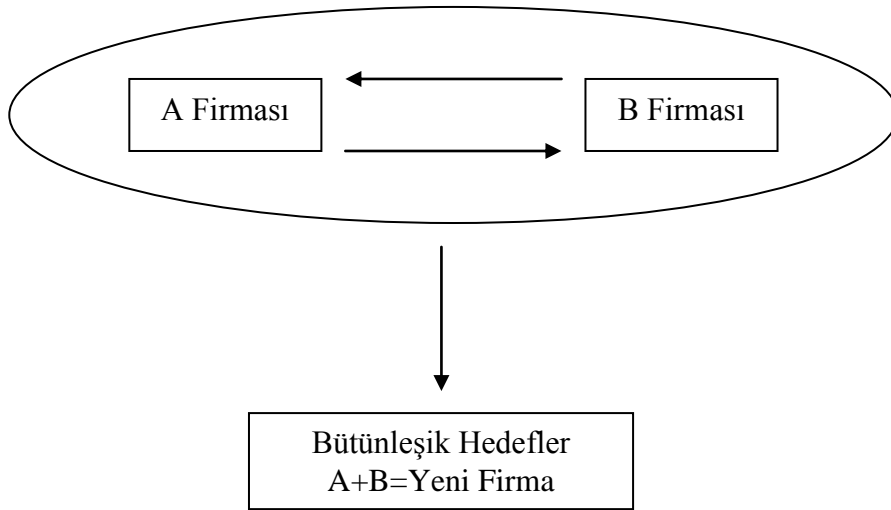 A Firması
B Firması
Bütünleşik Hedefler
A+B=Yeni Firma